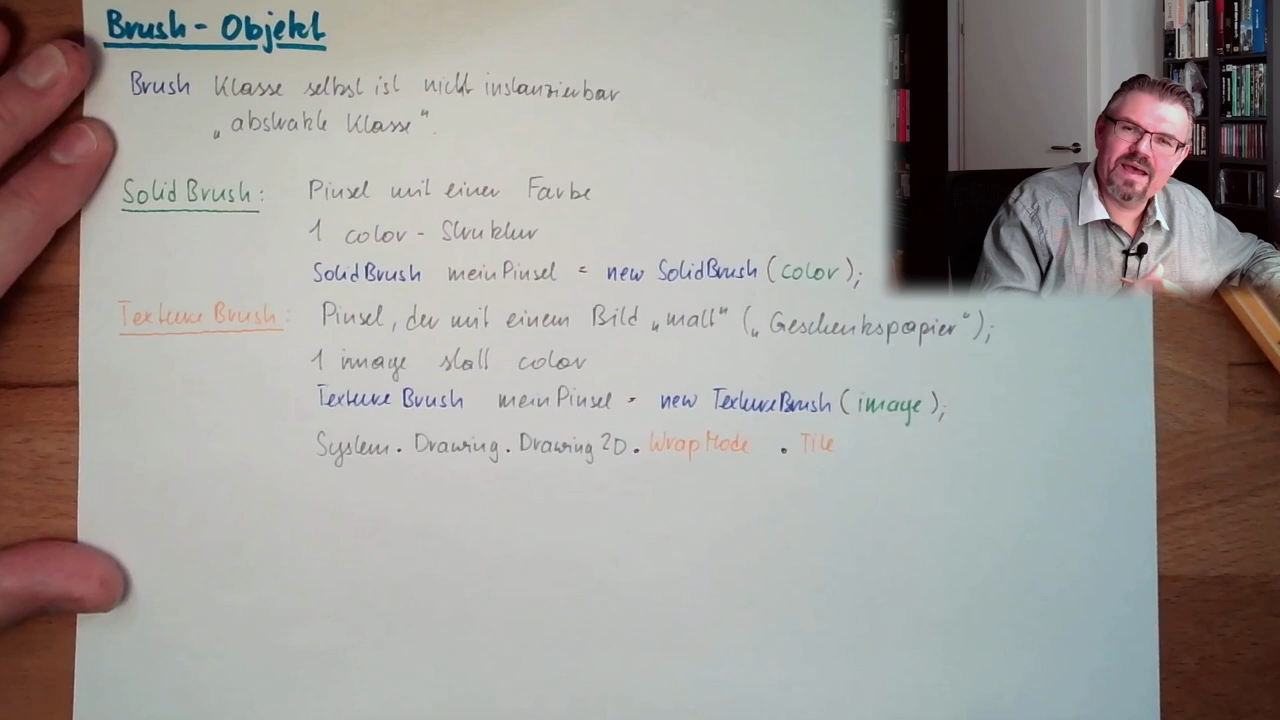 Brush - Objekt
Brush Klasse selbst ist nicht instanzierbar
„abstrakte Klasse".
Solid Brush: Pinsel mit einer Farbe
1 color - Struktur
SolidBrush meinPinsel = new SolidBrush (color);
Texture Brush: Pinsel, der mit einem Bild „malt" („Geschenkspapier");
1 image statt color
Texture Brush meinPinsel = new TextureBrush (image);
System. Drawing. Drawing 2D. WrapMode . Tile